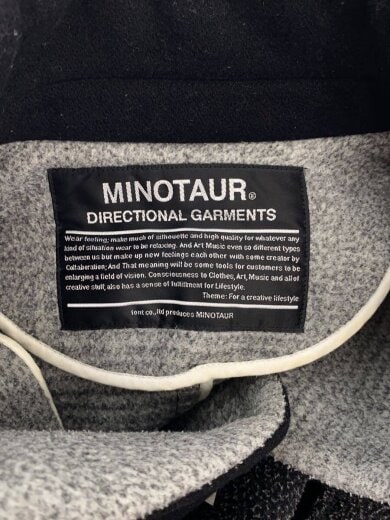 MINOTAUR®
DIRECTIONAL GARMENTS
Wear feeling; make much of silhouette and high quality for whatever any
kind of situation wear to be relaxing. And Art Music even so different types
between us but make up new feelings each other with some creator by
Collaboration; And That meaning will be some tools for customers to be
enlarging a field of vision. Consciousness to Clothes, Art, Music and all of
creative stuff, also has a sense of fulfillment for Lifestyle.
Theme: For a creative lifestyle
ient co.,ltd produces MINOTAUR